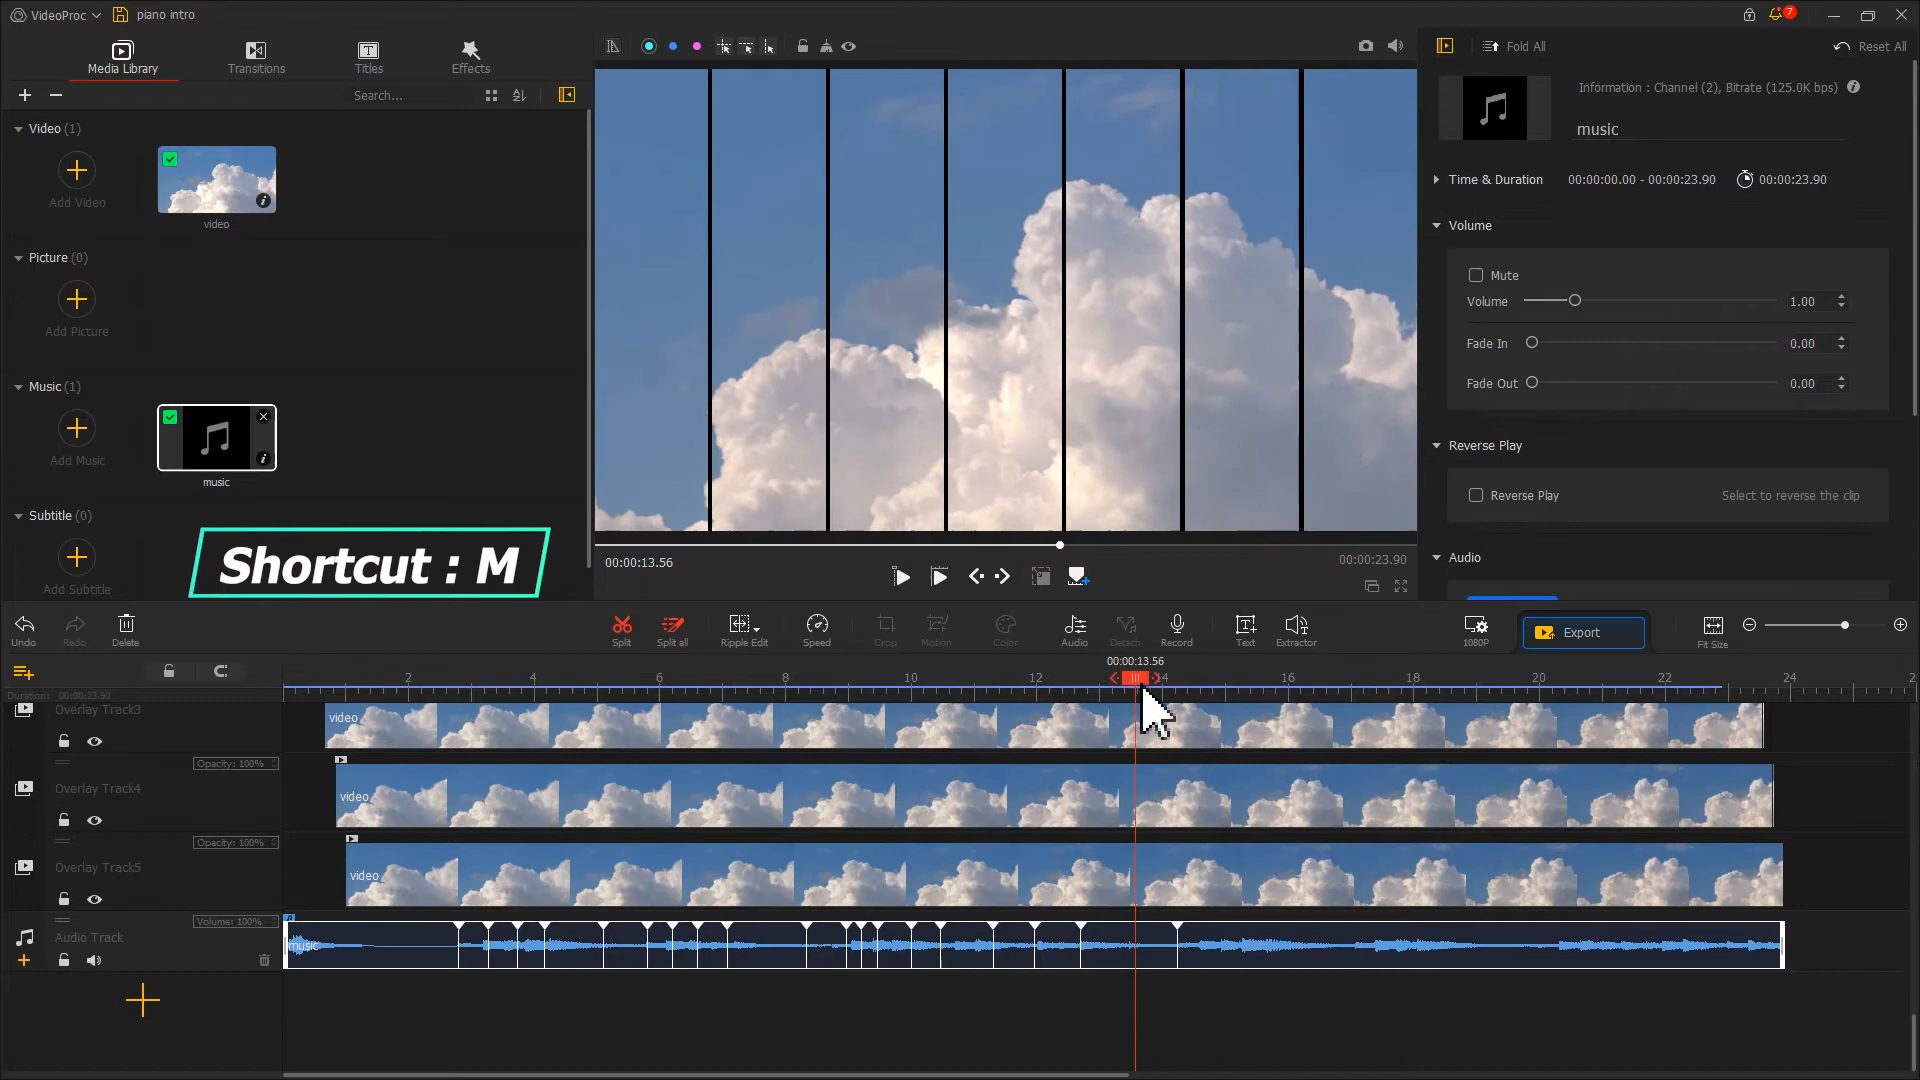 VideoProc
piano intro
7
Media Library
Transitions
Titles
Effects
Fold All
Reset All
Search...
Information : Channel (2), Bitrate (125.0K bps)
music
Video (1)
Add Video
video
Time & Duration
00:00:00.00 - 00:00:23.90
00:00:23.90
Volume
Mute
Volume
1.00
Picture (0)
Add Picture
Fade In
0.00
Fade Out
0.00
Music (1)
Add Music
music
Reverse Play
Reverse Play
Select to reverse the clip
Subtitle (0)
Add Subtitle
Shortcut : M
Audio
00:00:13.56
00:00:23.90
Undo
Redo
Delete
Split
Split all
Ripple Edit
Speed
Crop
Motion
Color
Audio
Detach
Record
Text
Extractor
1080P
Export
Fit Size
00:00:13.56
2
4
6
8
10
12
14
16
18
20
22
24
2
Duration: 00:00:23.90
Overlay Track3
video
Opacity: 100%
Overlay Track4
video
Opacity: 100%
Overlay Track5
video
Volume: 100%
Audio Track
music